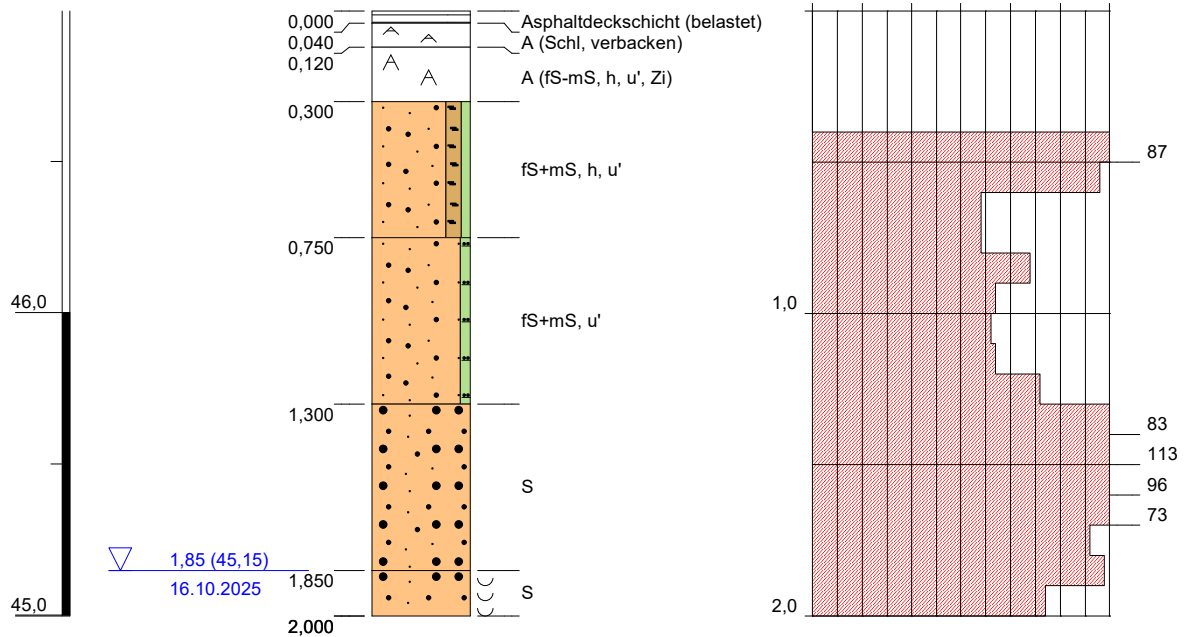 0,000
Asphaltdeckschicht (belastet)
0,040
A (Schl, verbacken)
0,120
A (fS-mS, h, u', Zi)
0,300
87
fS+mS, h, u'
0,750
46,0
1,0
fS+mS, u'
1,300
83
113
S
96
73
1,85 (45,15)
1,850
16.10.2025
S
45,0
2,000
2,0